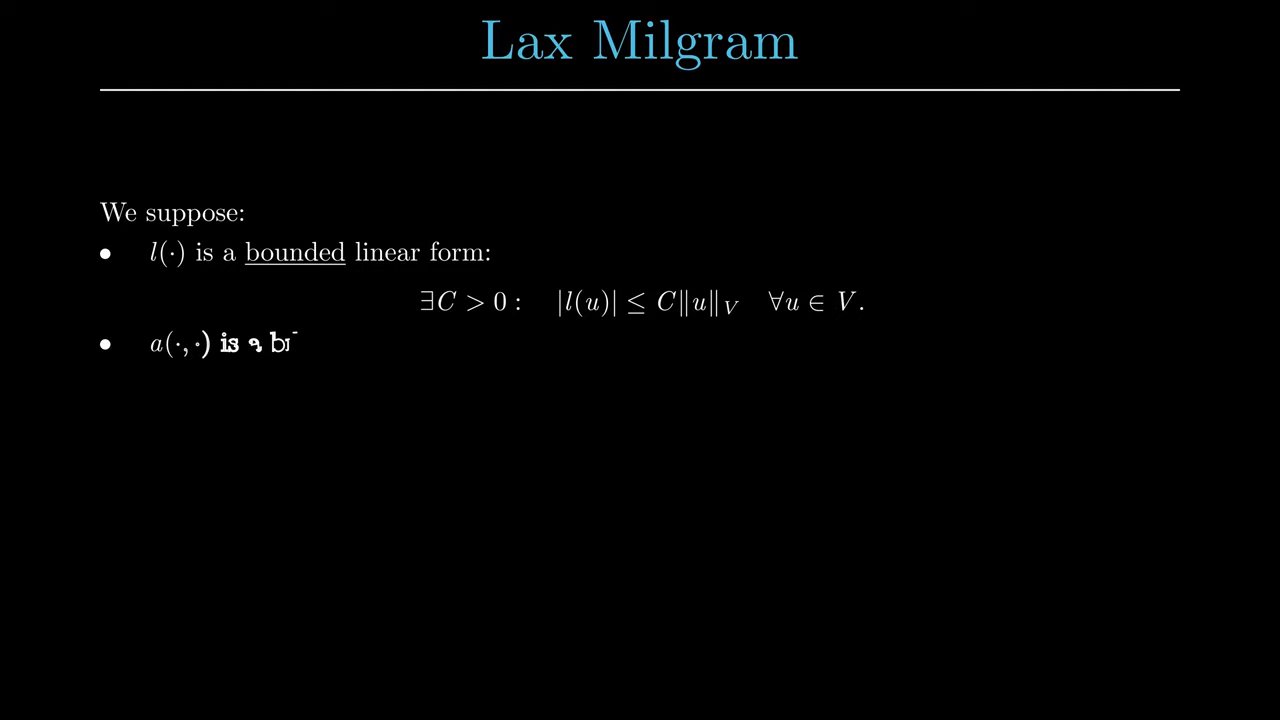 Lax Milgram
We suppose:
• l(·) is a bounded linear form:
∃C > 0 : |l(u)| ≤ C‖u‖_V ∀u ∈ V.
• a(·, ·) is a